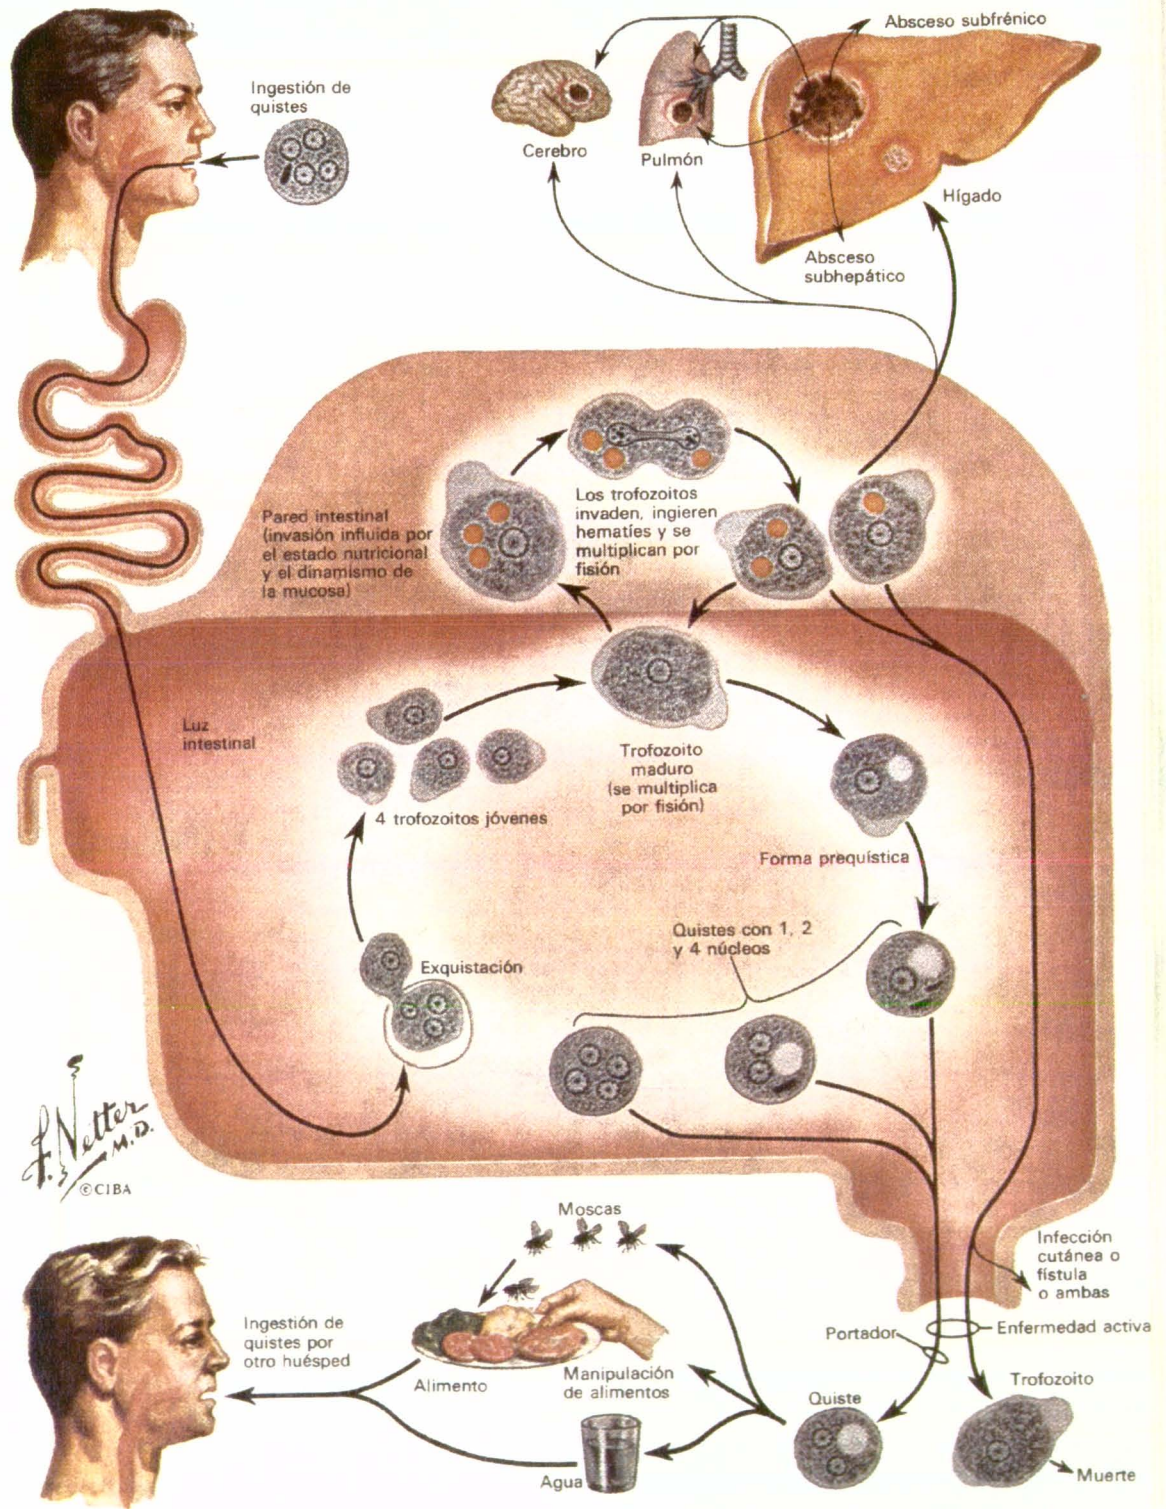 Absceso subfrénico
Ingestión de
quistes
Cerebro
Pulmón
Hígado
Absceso
subhepático
Los trofozoitos
invaden, ingieren
hematíes y se
multiplican por
fisión
Pared intestinal
(invasión influida por
el estado nutricional
y el dinamismo de
la mucosa)
Luz
intestinal
Trofozoito
maduro
(se multiplica
por fisión)
4 trofozoitos jóvenes
Forma prequística
Quistes con 1, 2
y 4 núcleos
Exquistación
F. Netter
M.D.
©CIBA
Moscas
Infección
cutánea o
fístula
o ambas
Ingestión de
quistes por
otro huésped
Portador
Enfermedad activa
Alimento
Manipulación
de alimentos
Quiste
Trofozoito
Agua
Muerte